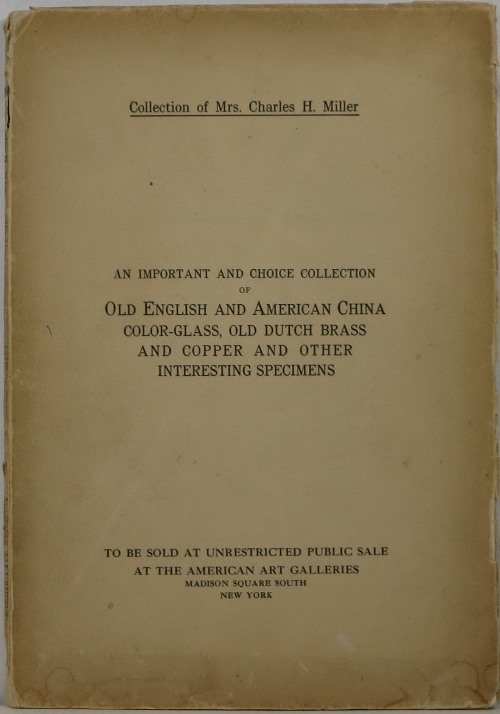 Collection of Mrs. Charles H. Miller
AN IMPORTANT AND CHOICE COLLECTION
OF
OLD ENGLISH AND AMERICAN CHINA
COLOR-GLASS, OLD DUTCH BRASS
AND COPPER AND OTHER
INTERESTING SPECIMENS
TO BE SOLD AT UNRESTRICTED PUBLIC SALE
AT THE AMERICAN ART GALLERIES
MADISON SQUARE SOUTH
NEW YORK